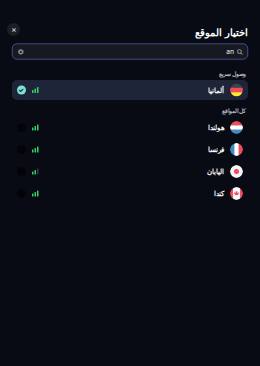 اختيار الموقع
an
وصول سريع
ألمانيا
كل المواقع
هولندا
فرنسا
اليابان
كندا